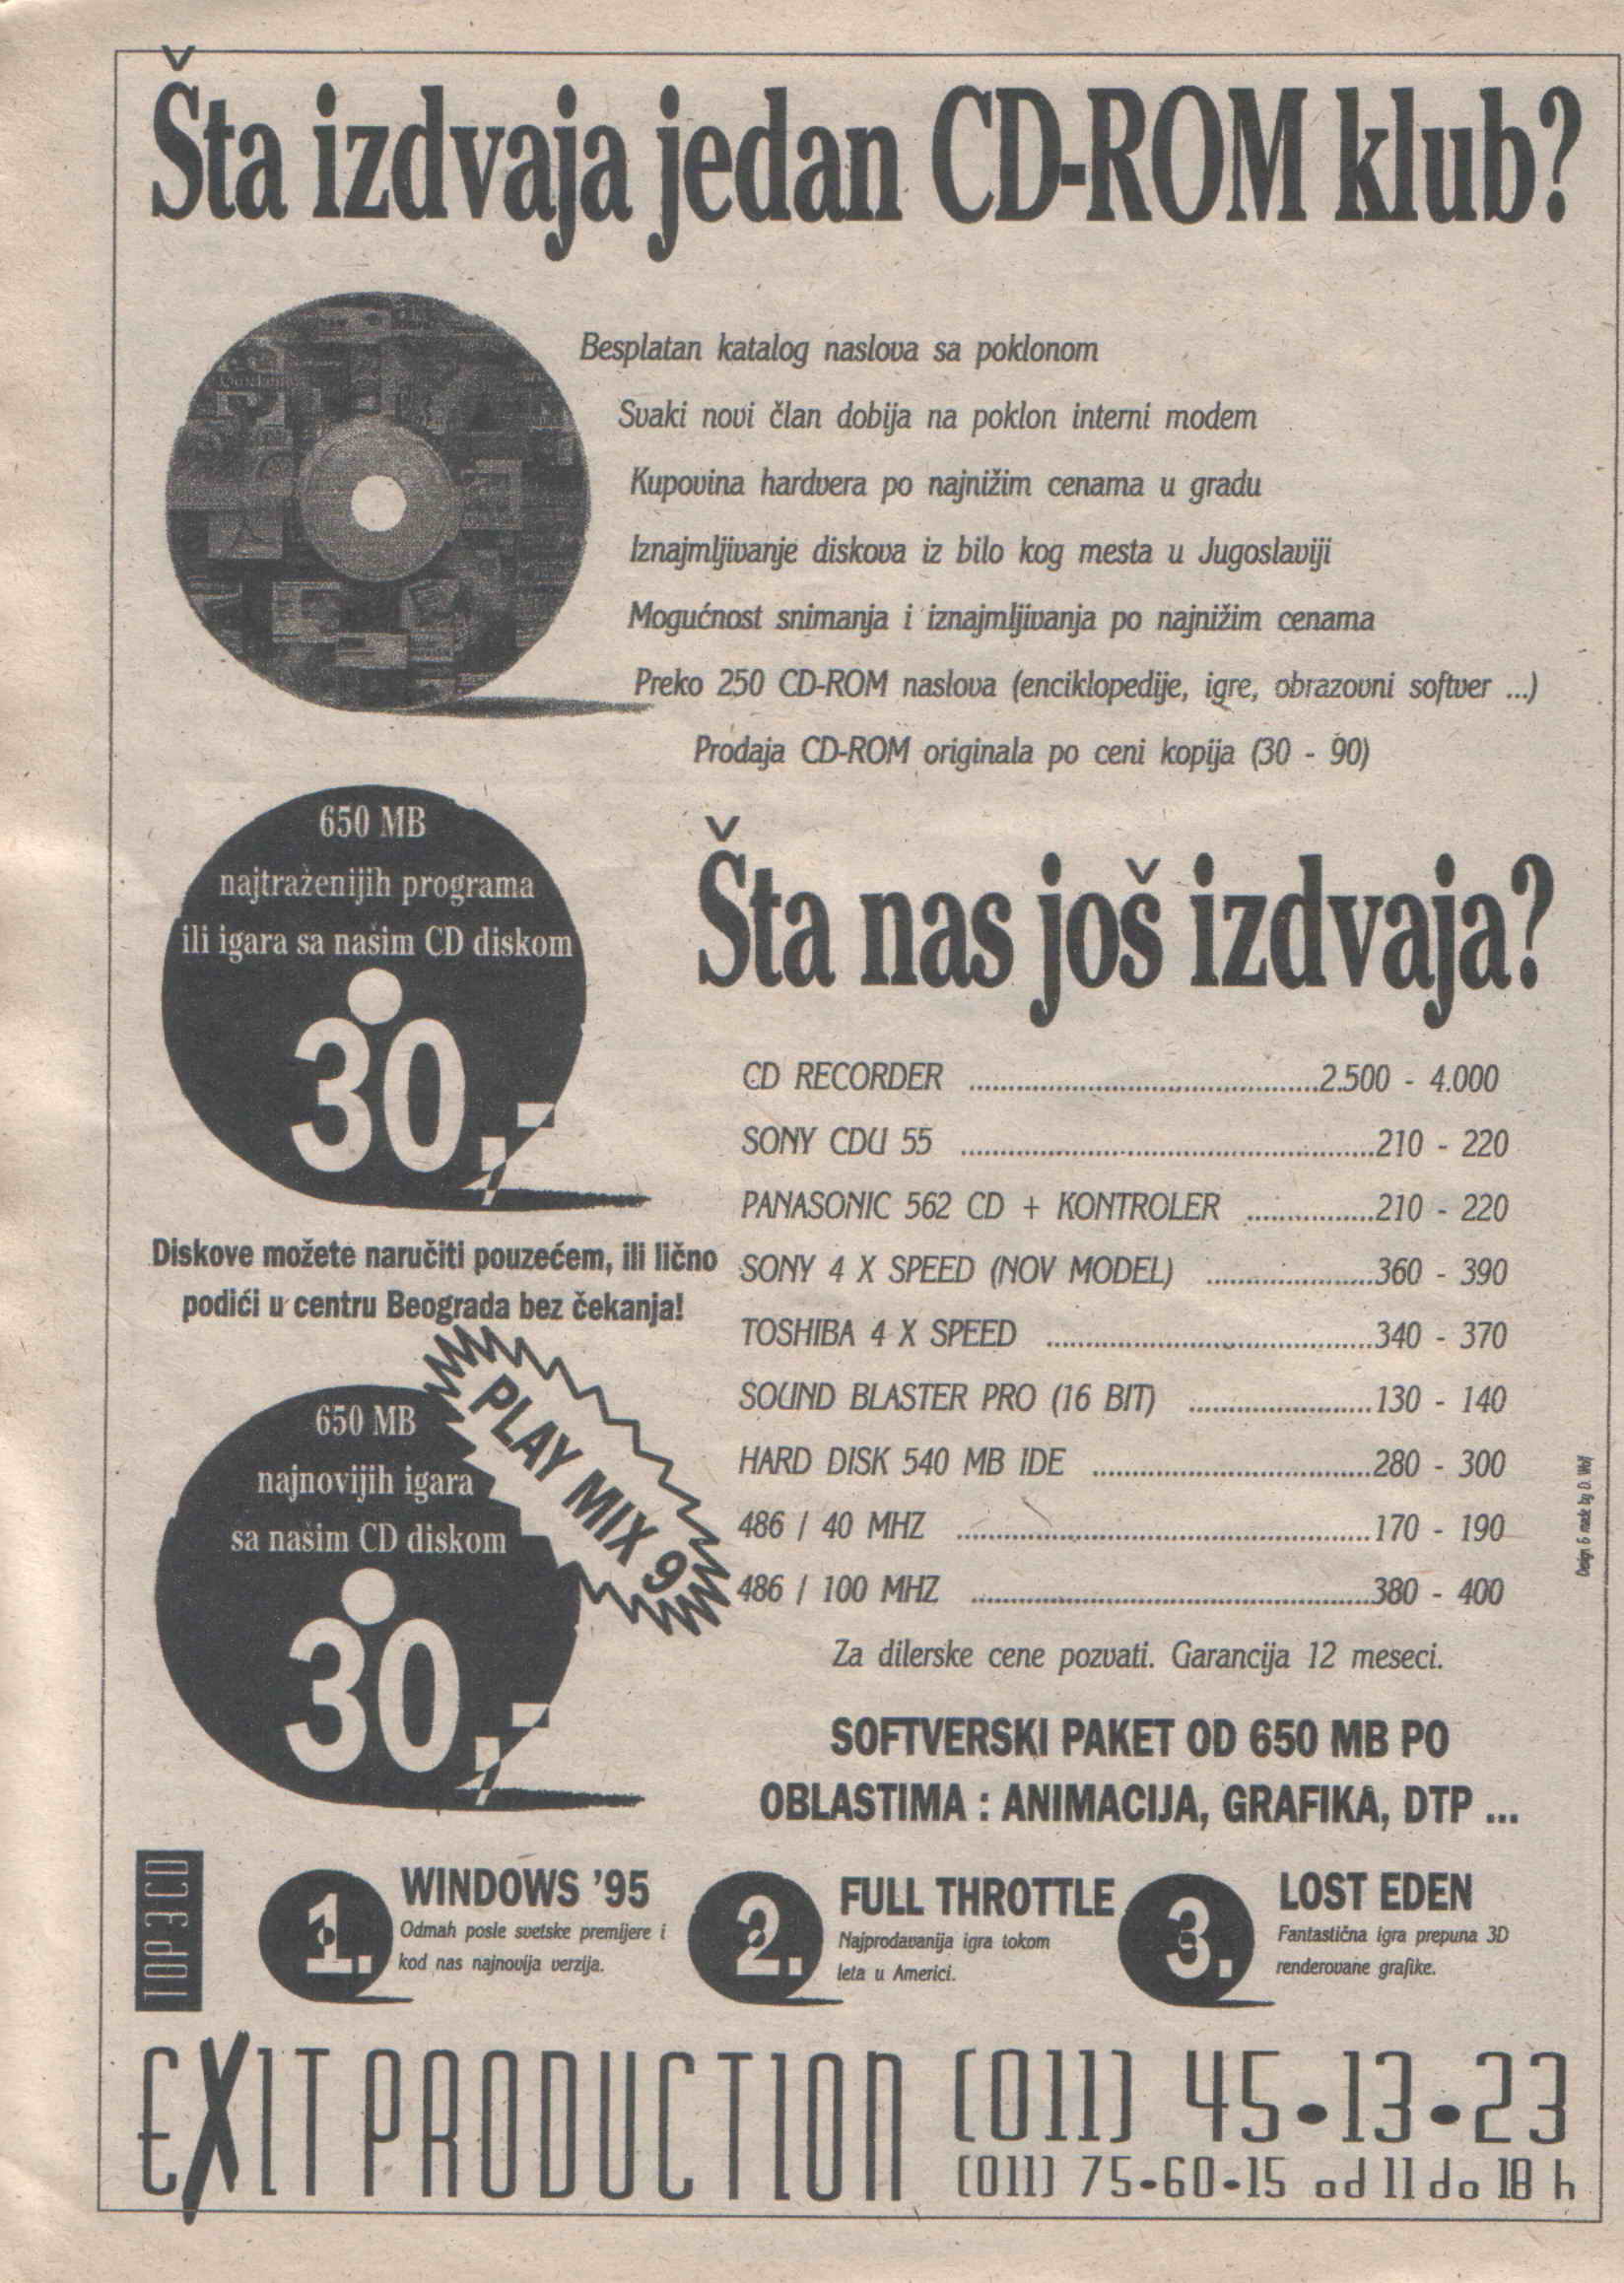 Šta izdvaja jedan CD-ROM klub?
Besplatan katalog naslova sa poklonom
Svaki novi član dobija na poklon interni modem
Kupovina hardvera po najnižim cenama u gradu
Iznajmljivanje diskova iz bilo kog mesta u Jugoslaviji
Mogućnost snimanja i iznajmljivanja po najnižim cenama
Preko 250 CD-ROM naslova (enciklopedije, igre, obrazovni softver ...)
Prodaja CD-ROM originala po ceni kopija (30 - 90)
650 MB
najtraženijih programa
ili igara sa našim CD diskom
30,-
Diskove možete naručiti pouzećem, ili lično
podići u centru Beograda bez čekanja!
PLAY MIX 9
650 MB
najnovijih igara
sa našim CD diskom
30,-
Šta nas još izdvaja?
CD RECORDER ............................................2.500 - 4.000
SONY CDU 55 ....................................................210 - 220
PANASONIC 562 CD + KONTROLER ................210 - 220
SONY 4 X SPEED (NOV MODEL) .....................360 - 390
TOSHIBA 4 X SPEED .........................................340 - 370
SOUND BLASTER PRO (16 BIT) .......................130 - 140
HARD DISK 540 MB IDE ...................................280 - 300
486 / 40 MHZ ....................................................170 - 190
486 / 100 MHZ ..................................................380 - 400
Za dilerske cene pozvati. Garancija 12 meseci.
SOFTVERSKI PAKET OD 650 MB PO
OBLASTIMA : ANIMACIJA, GRAFIKA, DTP ...
Design & made by D. Wolf
TOP 3 CD
1.
WINDOWS '95
Odmah posle svetske premijere i
kod nas najnovija verzija.
2.
FULL THROTTLE
Najprodavanija igra tokom
leta u Americi.
3.
LOST EDEN
Fantastična igra prepuna 3D
renderovane grafike.
EXIT PRODUCTION (011) 45-13-23
(011) 75-60-15 od 11 do 18 h